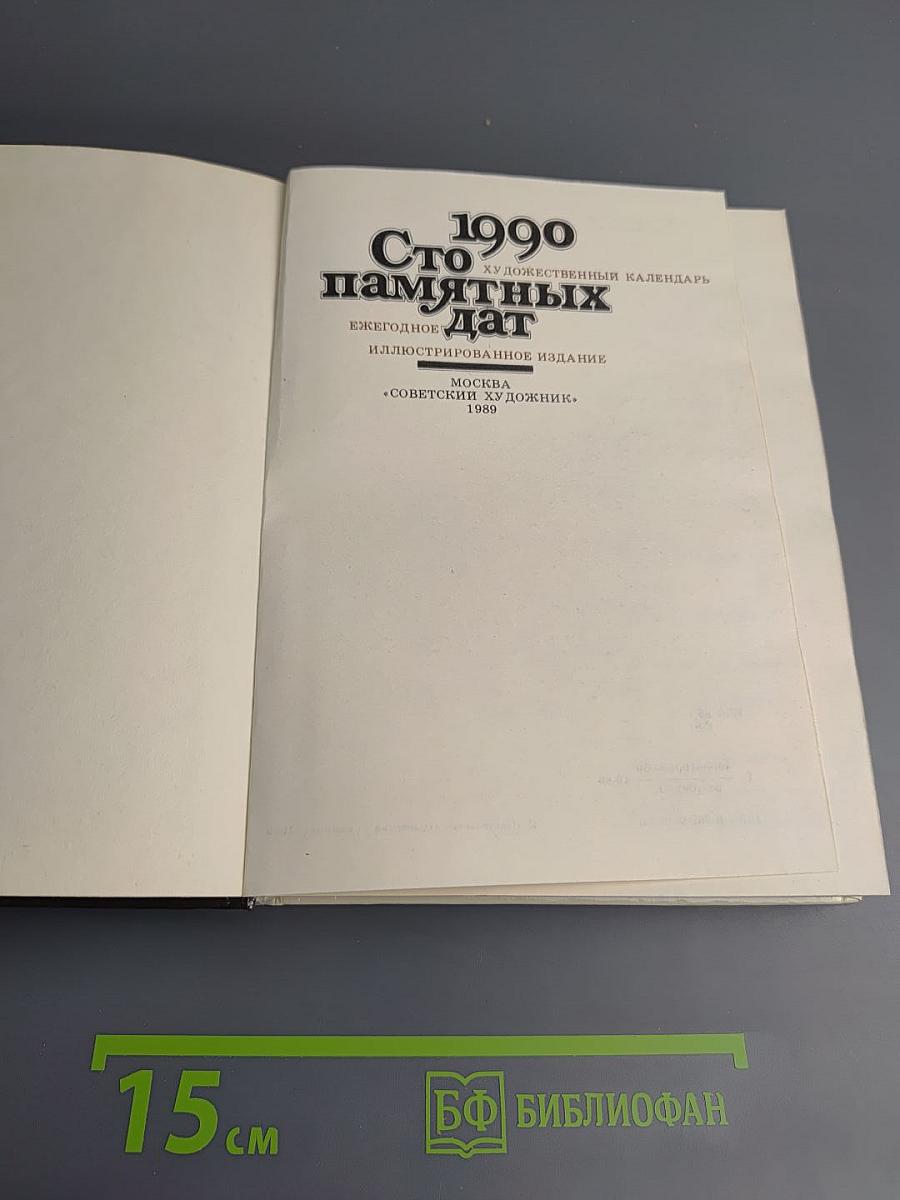 1990
Сто
ХУДОЖЕСТВЕННЫЙ КАЛЕНДАРЬ
памятных
ЕЖЕГОДНОЕ дат
ИЛЛЮСТРИРОВАННОЕ ИЗДАНИЕ
МОСКВА
«СОВЕТСКИЙ ХУДОЖНИК»
1989
15 см
БФ БИБЛИОФАН